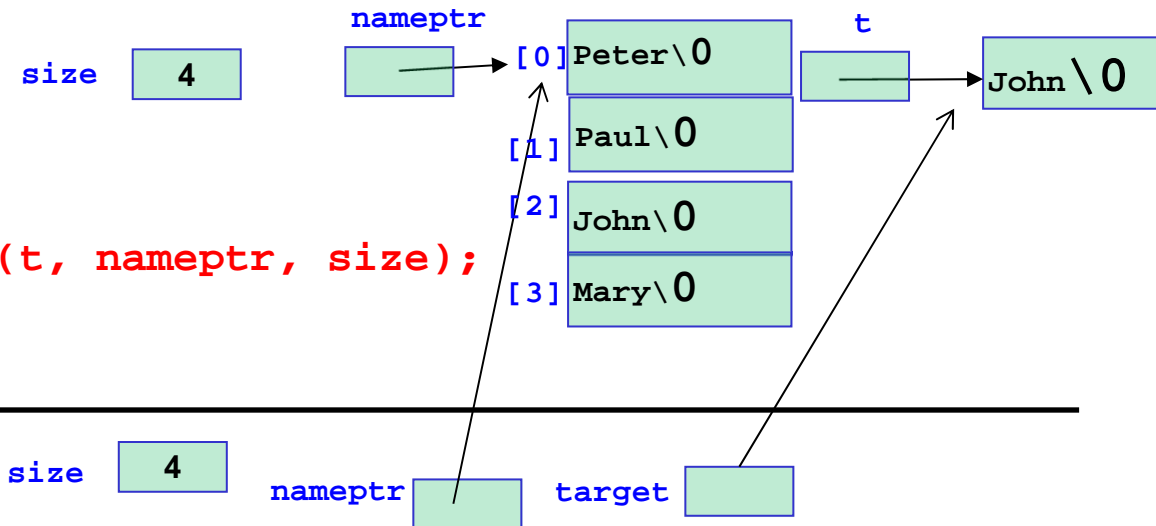 nameptr
t
size 4
[0] Peter\0
John\0
[1] Paul\0
[2] John\0
(t, nameptr, size);
[3] Mary\0
size 4
nameptr
target